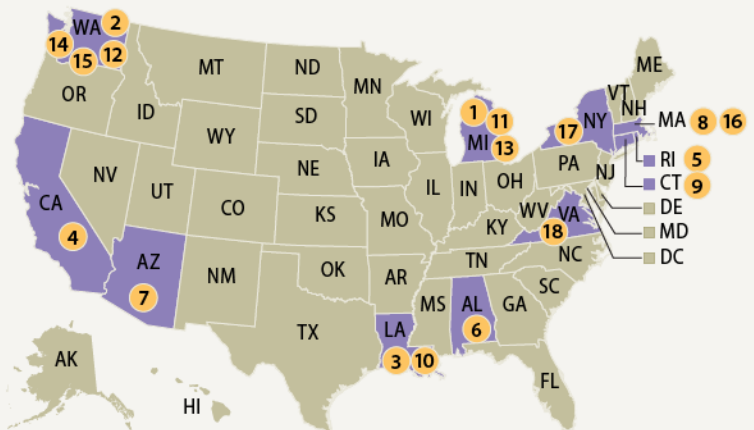 WA 2
14 15 12
ME
MT ND MN
VT
NH
OR ID SD WI 1 11 NY MA 8 16
WY MI 13 17
RI 5
NV NE IA PA NJ CT 9
UT IL IN OH DE
CA CO WV VA MD
4 KS MO KY 18 DC
AZ OK TN NC
7 NM AR SC
MS AL GA
TX LA 6
3 10
AK FL
HI